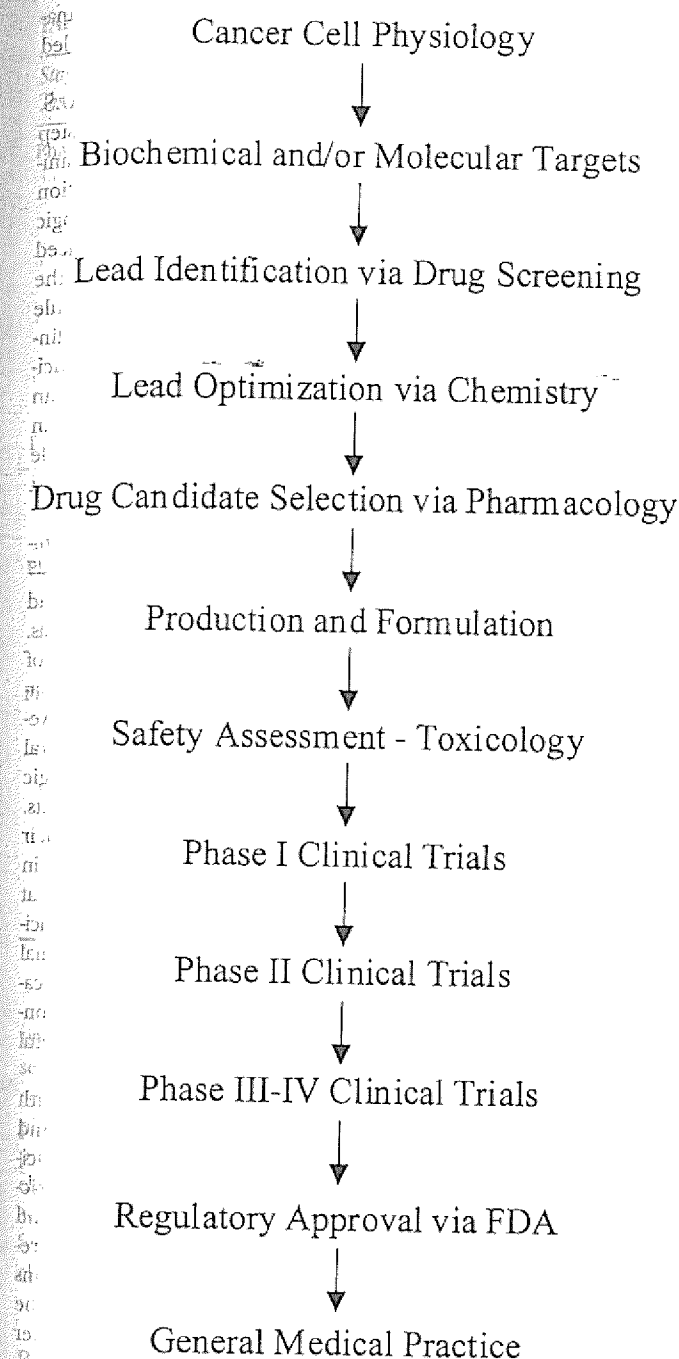 Cancer Cell Physiology
Biochemical and/or Molecular Targets
Lead Identification via Drug Screening
Lead Optimization via Chemistry
Drug Candidate Selection via Pharmacology
Production and Formulation
Safety Assessment - Toxicology
Phase I Clinical Trials
Phase II Clinical Trials
Phase III-IV Clinical Trials
Regulatory Approval via FDA
General Medical Practice